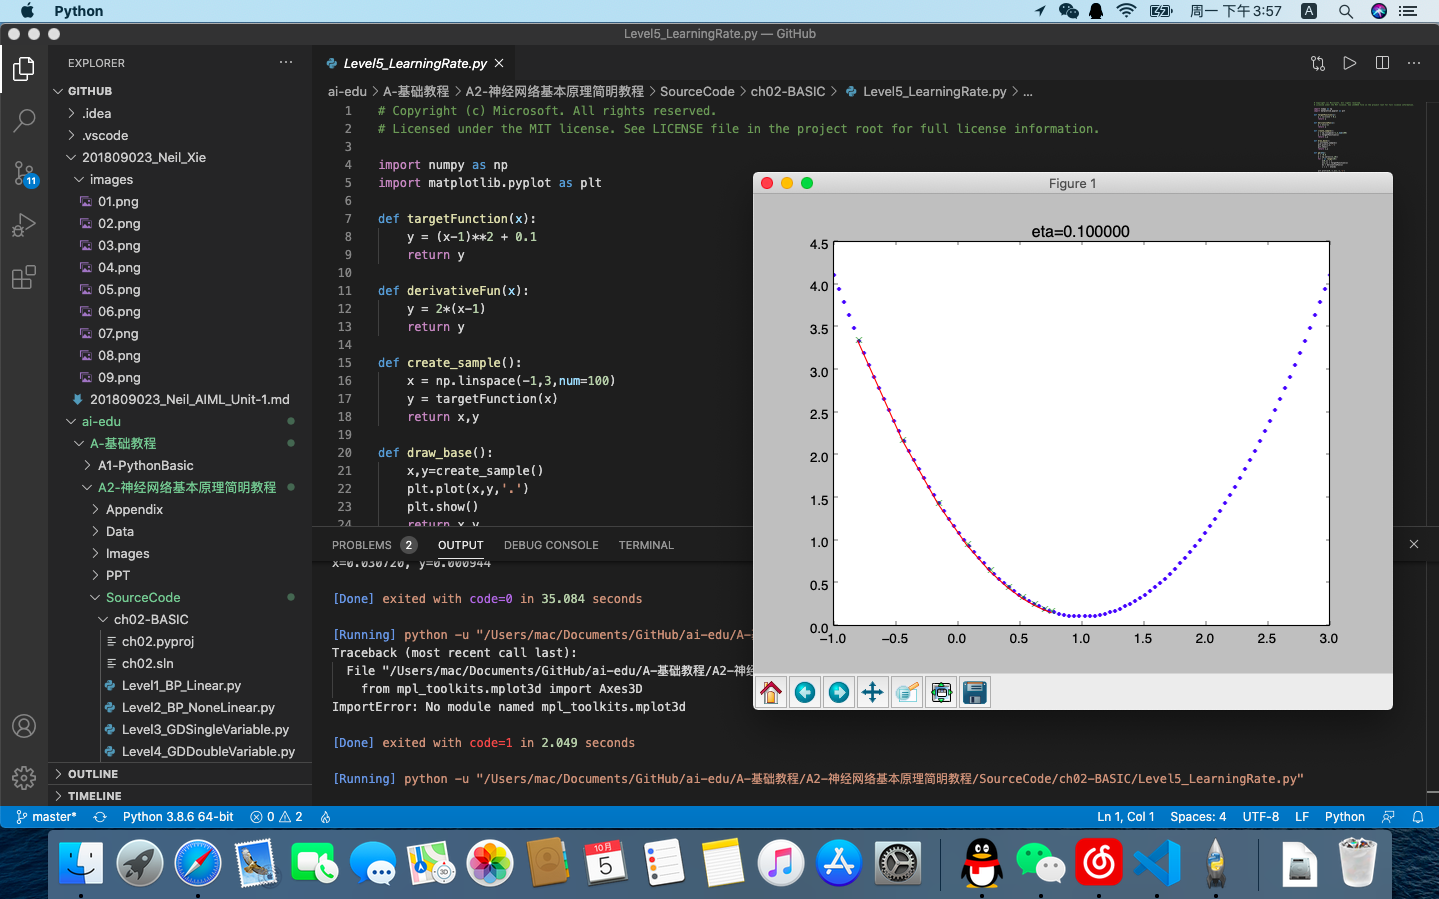 Python
周一 下午3:57
A
Level5_LearningRate.py — GitHub
EXPLORER
GITHUB
.idea
.vscode
201809023_Neil_Xie
images
01.png
02.png
03.png
04.png
05.png
06.png
07.png
08.png
09.png
201809023_Neil_AIML_Unit-1.md
ai-edu
A-基础教程
A1-PythonBasic
A2-神经网络基本原理简明教程
Appendix
Data
Images
PPT
SourceCode
ch02-BASIC
ch02.pyproj
ch02.sln
Level1_BP_Linear.py
Level2_BP_NoneLinear.py
Level3_GDSingleVariable.py
Level4_GDDoubleVariable.py
OUTLINE
TIMELINE
11
Level5_LearningRate.py
ai-edu > A-基础教程 > A2-神经网络基本原理简明教程 > SourceCode > ch02-BASIC > Level5_LearningRate.py > ...
1 # Copyright (c) Microsoft. All rights reserved.
2 # Licensed under the MIT license. See LICENSE file in the project root for full license information.
3
4 import numpy as np
5 import matplotlib.pyplot as plt
6
7 def targetFunction(x):
8 y = (x-1)**2 + 0.1
9 return y
10
11 def derivativeFun(x):
12 y = 2*(x-1)
13 return y
14
15 def create_sample():
16 x = np.linspace(-1,3,num=100)
17 y = targetFunction(x)
18 return x,y
19
20 def draw_base():
21 x,y=create_sample()
22 plt.plot(x,y,'.')
23 plt.show()
24 return x,y
PROBLEMS 2 OUTPUT DEBUG CONSOLE TERMINAL
x=0.030720, y=0.000944
[Done] exited with code=0 in 35.084 seconds
[Running] python -u "/Users/mac/Documents/GitHub/ai-edu/A-基
Traceback (most recent call last):
File "/Users/mac/Documents/GitHub/ai-edu/A-基础教程/A2-神经
from mpl_toolkits.mplot3d import Axes3D
ImportError: No module named mpl_toolkits.mplot3d
[Done] exited with code=1 in 2.049 seconds
[Running] python -u "/Users/mac/Documents/GitHub/ai-edu/A-基础教程/A2-神经网络基本原理简明教程/SourceCode/ch02-BASIC/Level5_LearningRate.py"
Figure 1
eta=0.100000
4.5
4.0
3.5
3.0
2.5
2.0
1.5
1.0
0.5
0.0
−1.0 −0.5 0.0 0.5 1.0 1.5 2.0 2.5 3.0
master* Python 3.8.6 64-bit 0 2 Ln 1, Col 1 Spaces: 4 UTF-8 LF Python
10月
5
3D